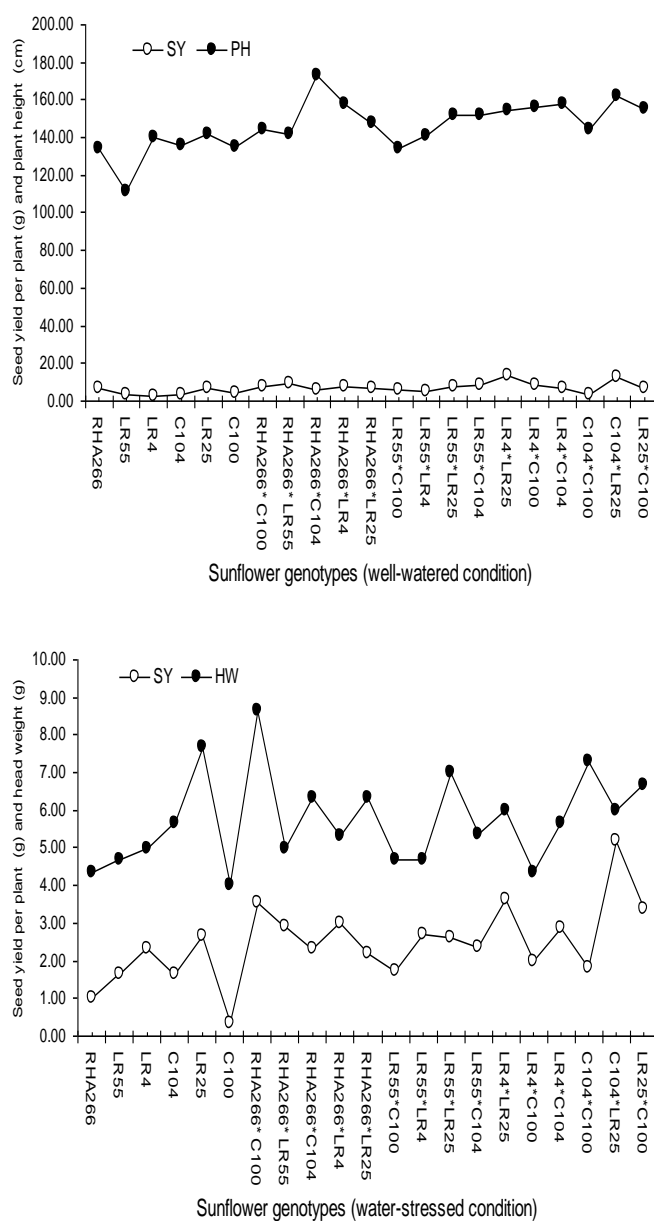 200.00
180.00
160.00
140.00
120.00
100.00
80.00
60.00
40.00
20.00
0.00
Seed yield per plant (g) and plant height (cm)
SY PH
RHA266
LR55
LR4
C104
LR25
C100
RHA266* C100
RHA266* LR55
RHA266*C104
RHA266*LR4
RHA266*LR25
LR55*C100
LR55*LR4
LR55*LR25
LR55*C104
LR4*LR25
LR4*C100
LR4*C104
C104*C100
C104*LR25
LR25*C100
Sunflower genotypes (well-watered condition)
10.00
9.00
8.00
7.00
6.00
5.00
4.00
3.00
2.00
1.00
0.00
Seed yield per plant (g) and head weight (g)
SY HW
RHA266
LR55
LR4
C104
LR25
C100
RHA266* C100
RHA266* LR55
RHA266*C104
RHA266*LR4
RHA266*LR25
LR55*C100
LR55*LR4
LR55*LR25
LR55*C104
LR4*LR25
LR4*C100
LR4*C104
C104*C100
C104*LR25
LR25*C100
Sunflower genotypes (water-stressed condition)